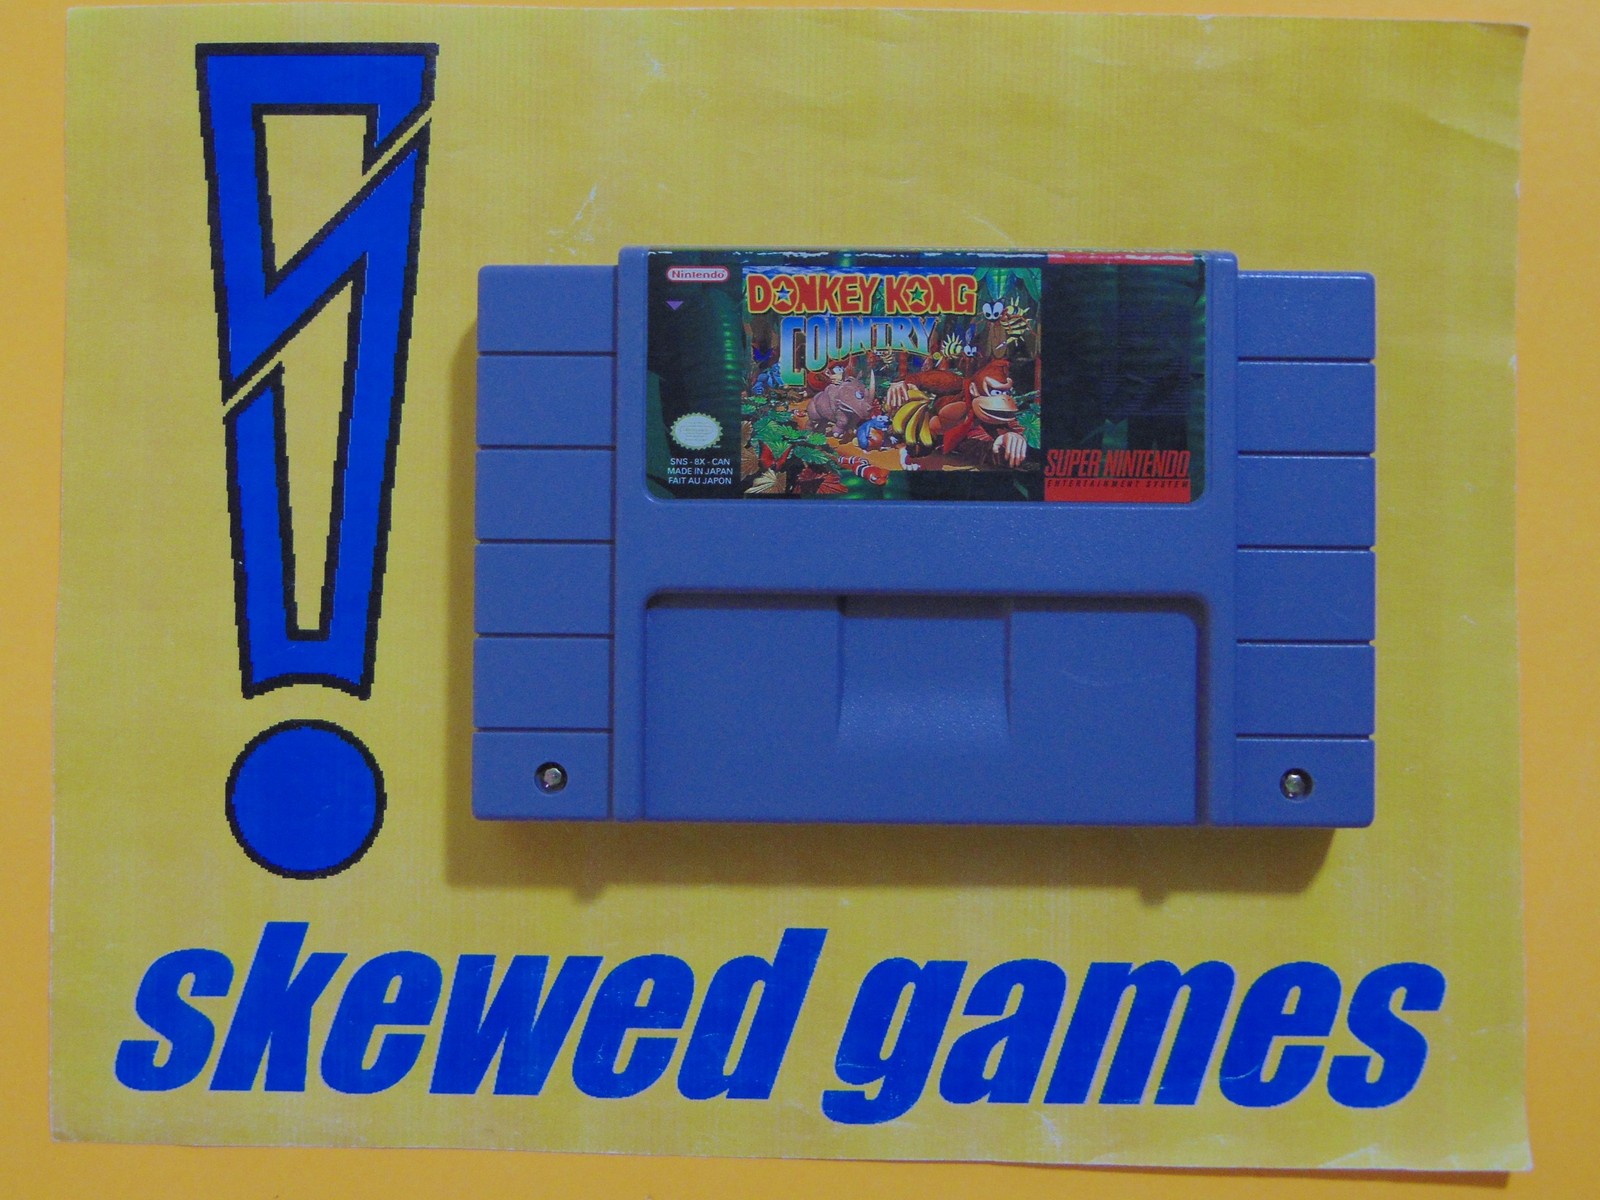 Nintendo
DONKEY KONG
COUNTRY
SNS - 8X - CAN
MADE IN JAPAN
FAIT AU JAPON
SUPER NINTENDO
ENTERTAINMENT SYSTEM
skewed games